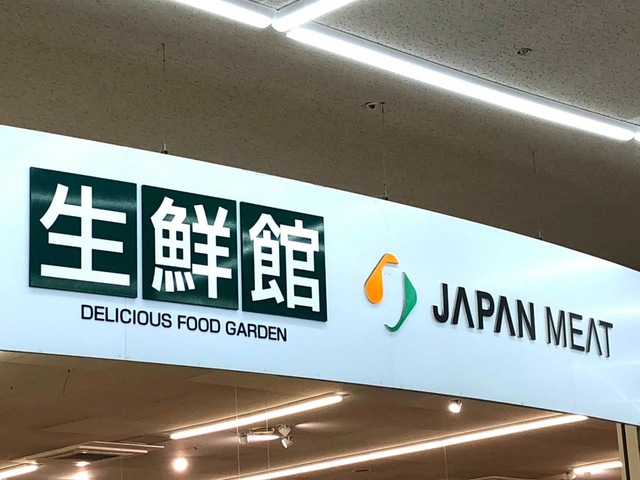 生鮮館
DELICIOUS FOOD GARDEN
JAPAN MEAT